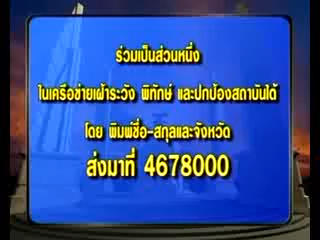 ร่วมเป็นส่วนหนึ่ง
ในเครือข่ายเฝ้าระวัง พิทักษ์ และปกป้องสถาบันได้
โดย พิมพ์ชื่อ-สกุลและจังหวัด
ส่งมาที่ 4678000